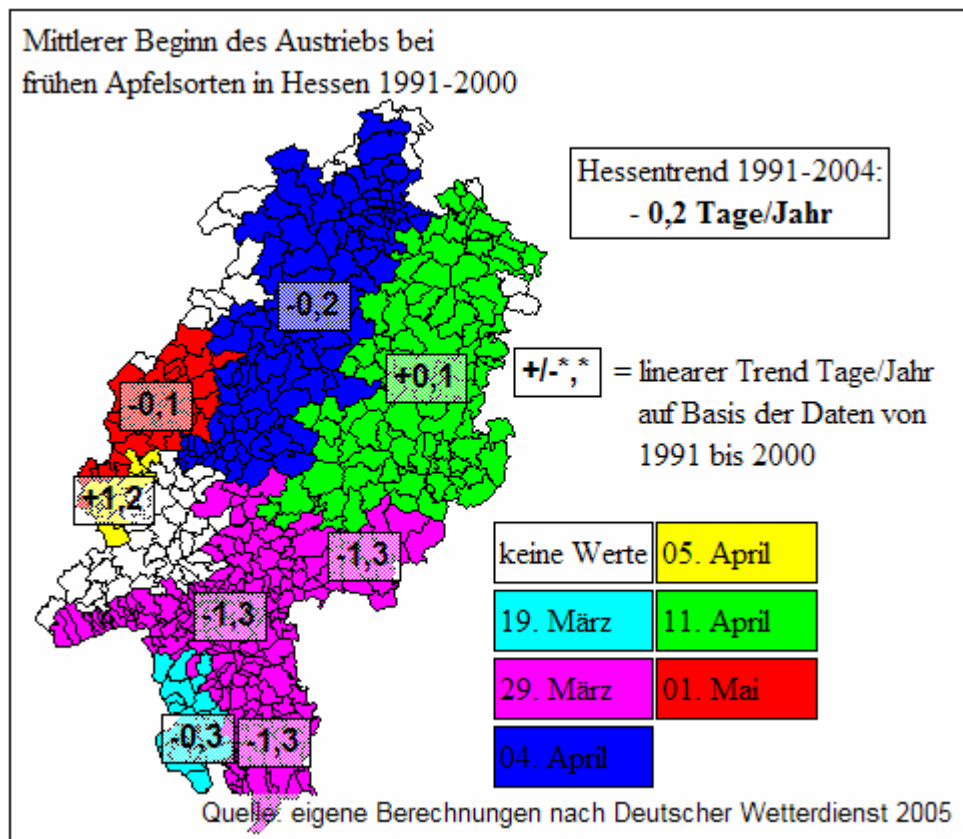 Mittlerer Beginn des Austriebs bei
frühen Apfelsorten in Hessen 1991-2000
Hessentrend 1991-2004:
- 0,2 Tage/Jahr
-0,2
+0,1
-0,1
+/-*,* = linearer Trend Tage/Jahr
auf Basis der Daten von
1991 bis 2000
+1,2
-1,3
-1,3
-0,3
-1,3
keine Werte
05. April
19. März
11. April
29. März
01. Mai
04. April
Quelle: eigene Berechnungen nach Deutscher Wetterdienst 2005